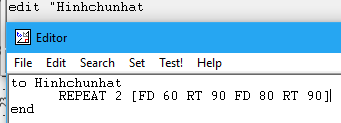 edit "Hinhchunhat
Editor
File Edit Search Set Test! Help
to Hinhchunhat
REPEAT 2 [FD 60 RT 90 FD 80 RT 90]
end